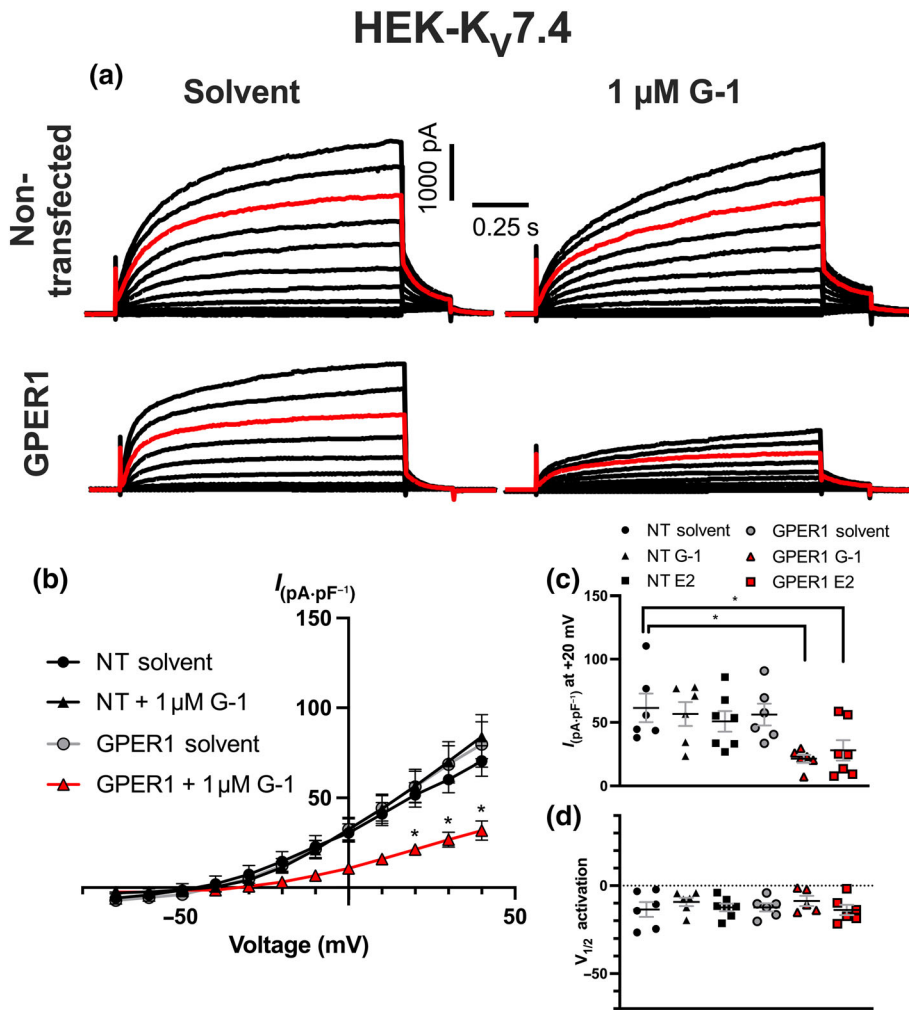 HEK-KV7.4
(a)
Solvent
1 µM G-1
Non-
transfected
1000 pA
0.25 s
GPER1
NT solvent
GPER1 solvent
NT G-1
GPER1 G-1
NT E2
GPER1 E2
(b)
I(pA·pF⁻¹)
150
100
50
−50
50
Voltage (mV)
NT solvent
NT + 1 µM G-1
GPER1 solvent
GPER1 + 1 µM G-1
* * *
(c)
I(pA·pF⁻¹) at +20 mV
150
100
50
0
*
*
(d)
V1/2 activation
0
−50